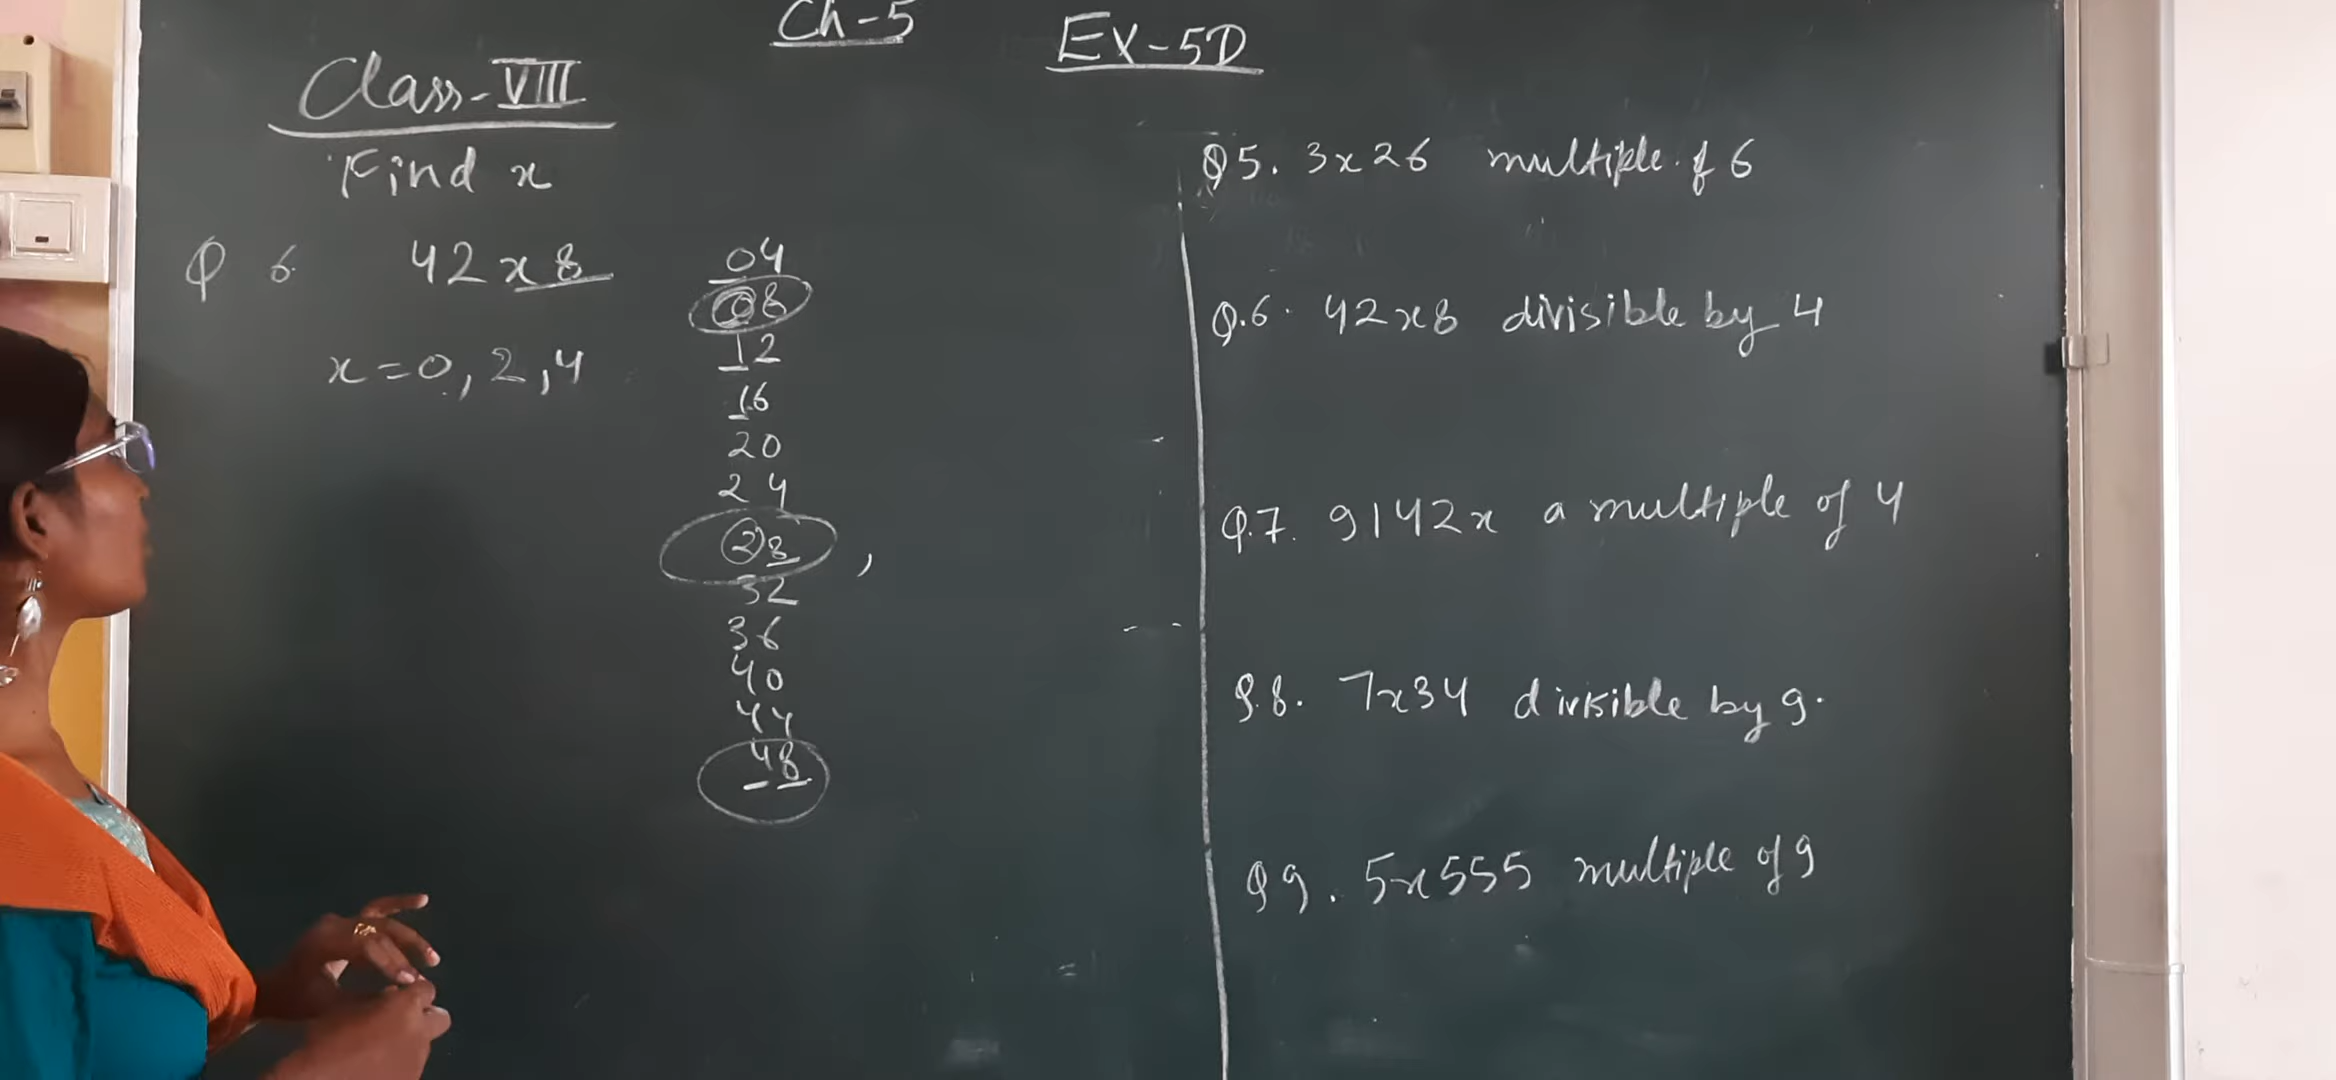 Ch-5
Ex-5D
Class-VIII
Find x
Q 6. 42x8
x=0, 2,4
04
08
12
16
20
24
28,
32
36
40
44
48
Q5. 3x26 multiple of 6
Q.6. 42x8 divisible by 4
Q.7. 9142x a multiple of 4
Q.8. 7x34 divisible by 9.
Q9. 5x555 multiple of 9